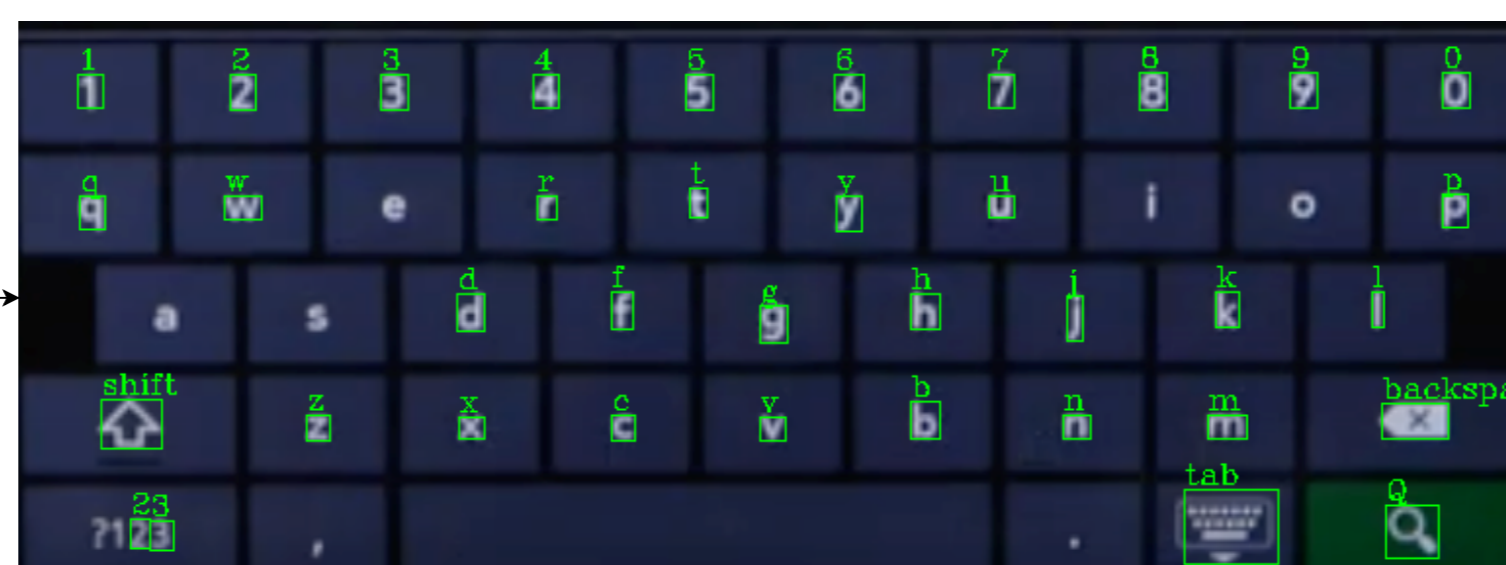 1 2 3 4 5 6 7 8 9 0
1 2 3 4 5 6 7 8 9 0
q w r t y u p
q w e r t y u i o p
d f g h j k l
a s d f g h j k l
shift z x c v b n m backspa
z x c v b n m
tab
23 Q
?123 , .